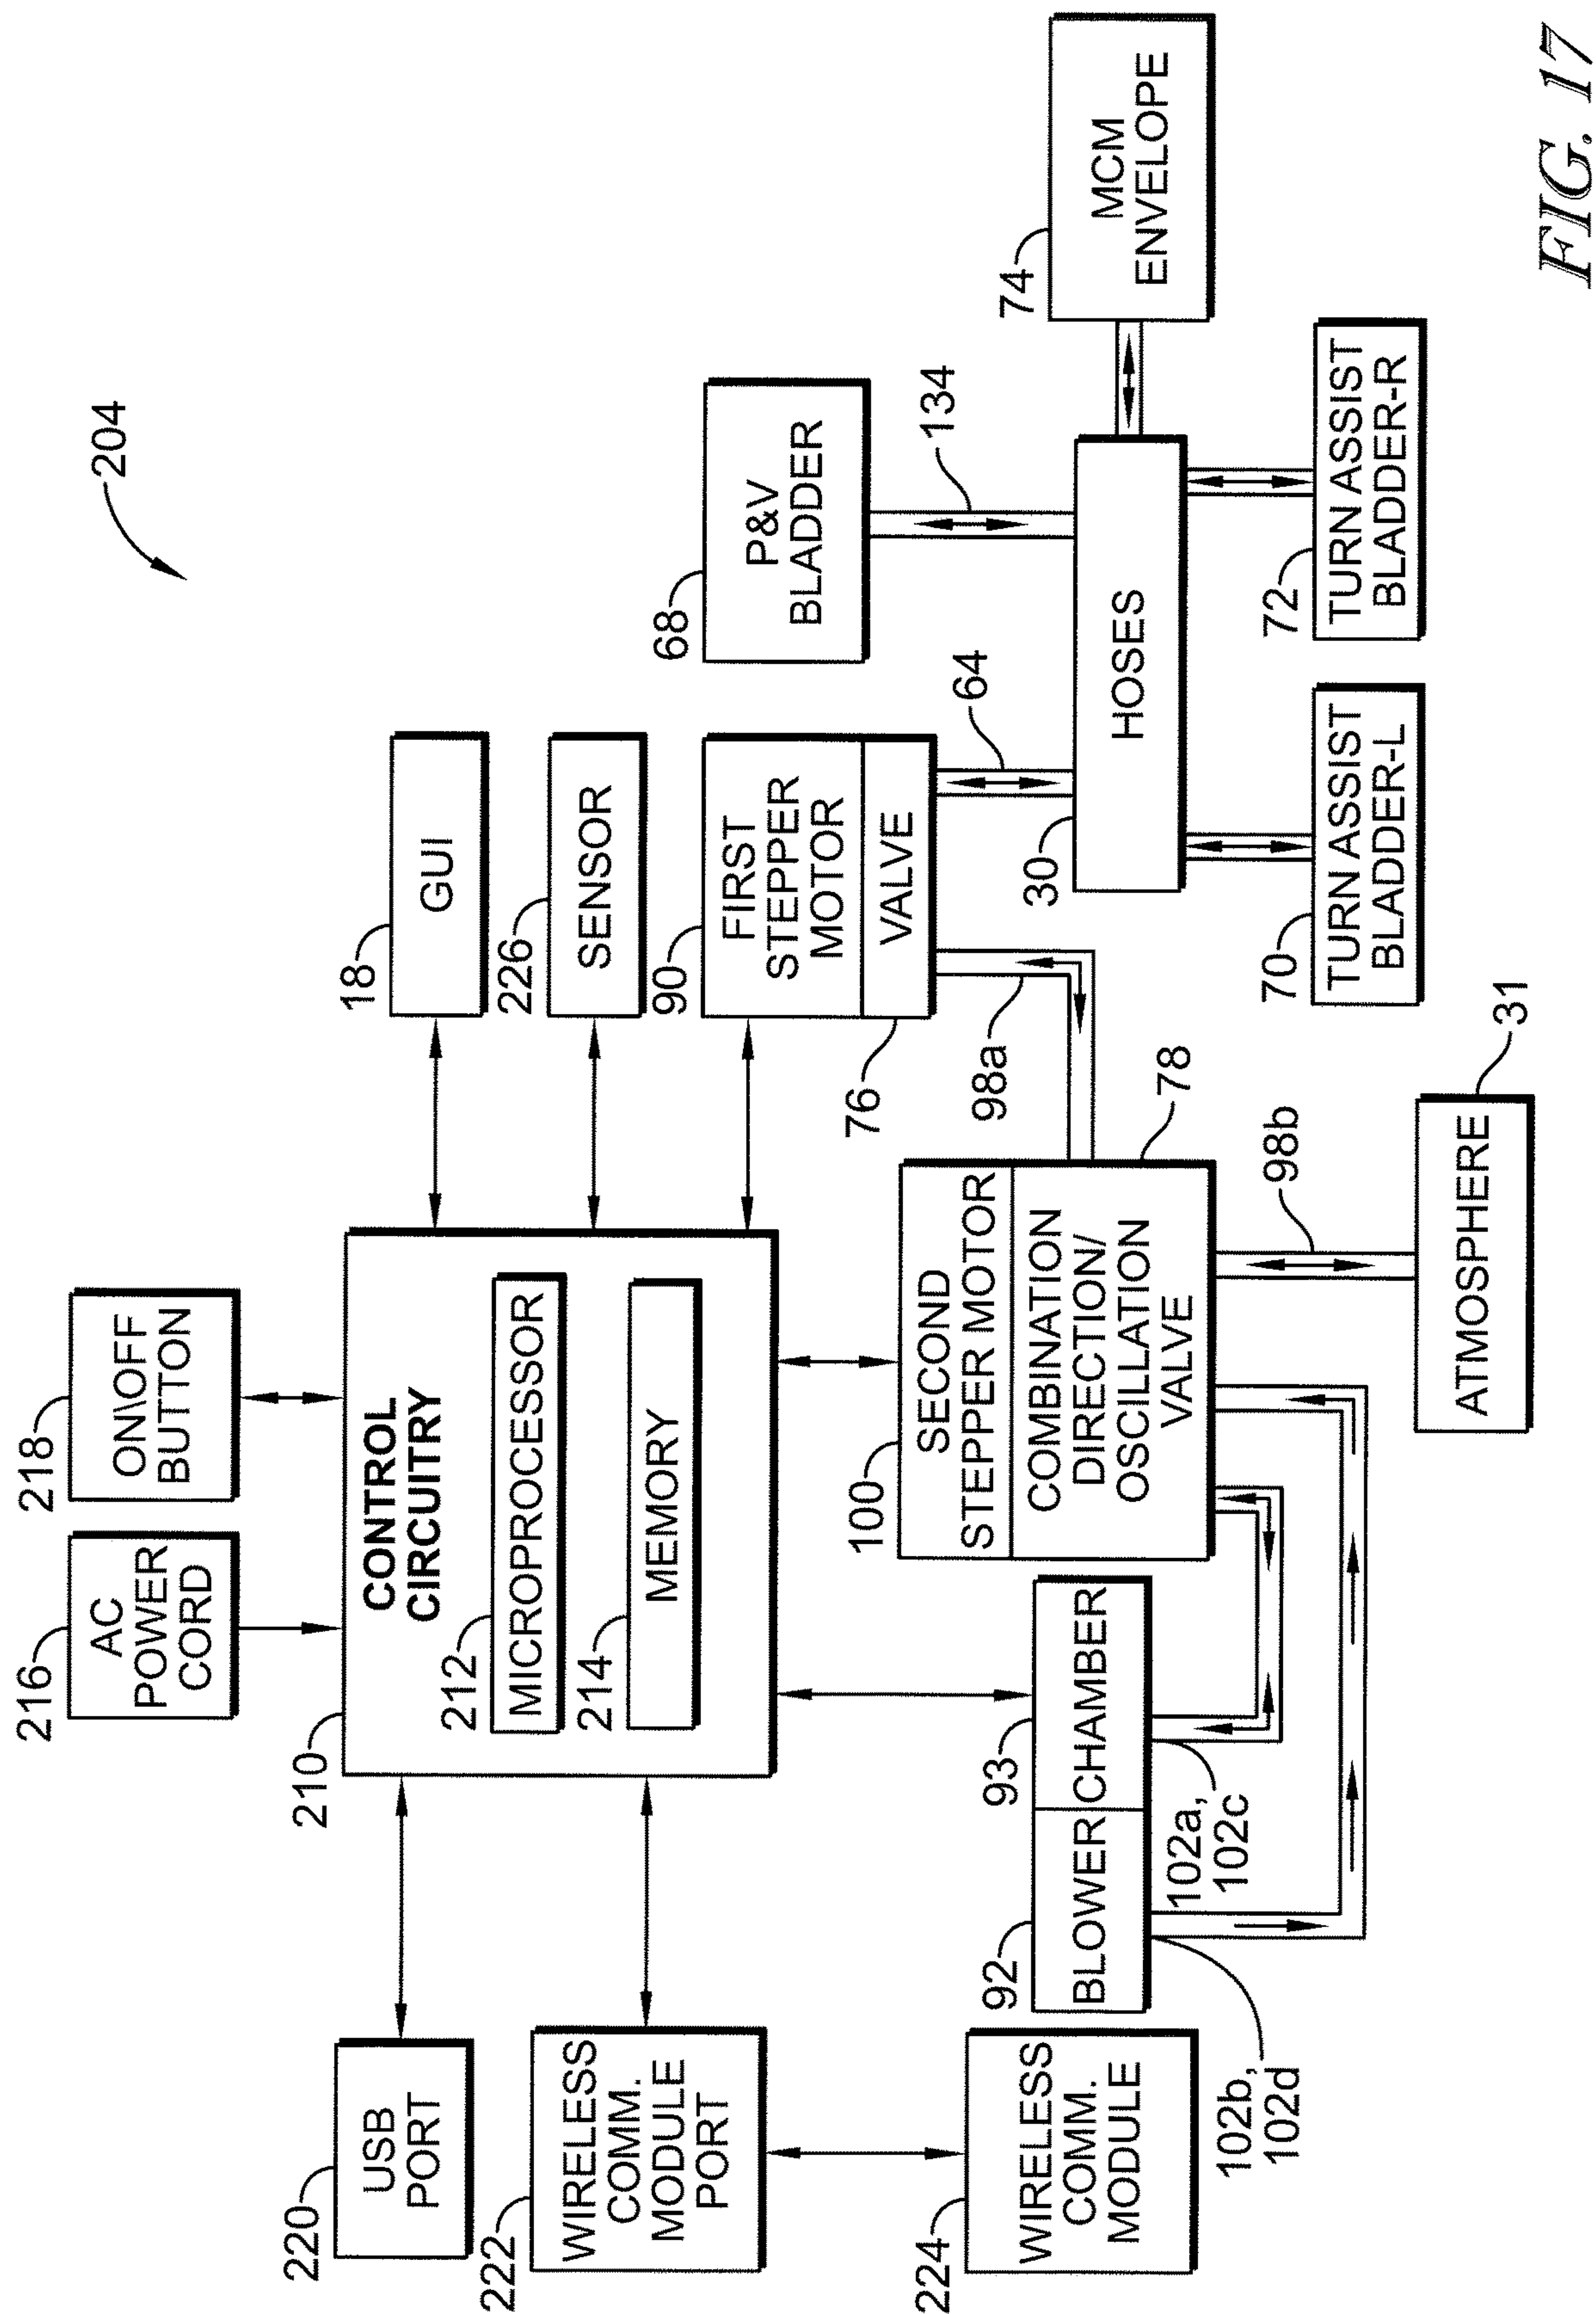 204
216
AC
POWER
CORD
218
ON\OFF
BUTTON
210
CONTROL
CIRCUITRY
212
MICROPROCESSOR
214
MEMORY
220
USB
PORT
222
WIRELESS
COMM.
MODULE
PORT
224
WIRELESS
COMM.
MODULE
18
GUI
226
SENSOR
90
FIRST
STEPPER
MOTOR
VALVE
76
68
P&V
BLADDER
134
64
98a
100
SECOND
STEPPER MOTOR
COMBINATION
DIRECTION/
OSCILLATION
VALVE
78
92
BLOWER
93
CHAMBER
102a,
102c
102b,
102d
98b
ATMOSPHERE
31
30
HOSES
74
MCM
ENVELOPE
70
TURN ASSIST
BLADDER-L
72
TURN ASSIST
BLADDER-R
FIG. 17